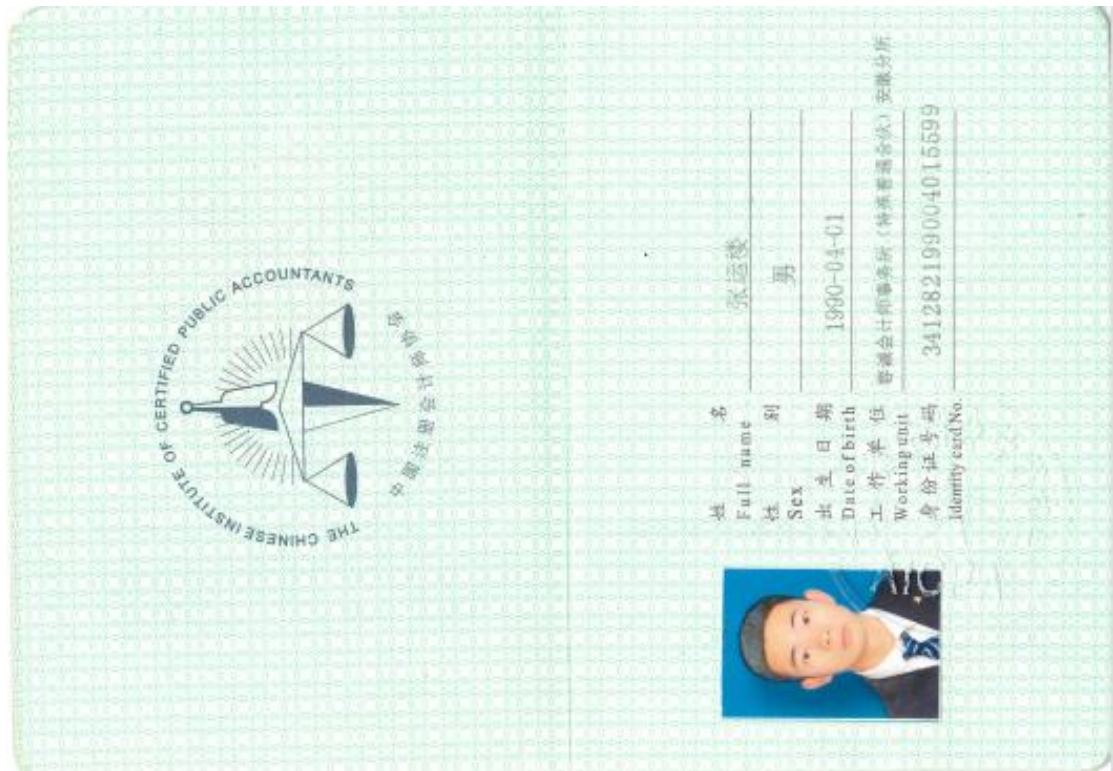 THE CHINESE INSTITUTE OF CERTIFIED PUBLIC ACCOUNTANTS
中国注册会计师协会
姓 名 张运楼
Full name
性 别 男
Sex
出 生 日 期 1990-04-01
Date of birth
工 作 单 位 容诚会计师事务所（特殊普通合伙）安徽分所
Working unit
身 份 证 号 码 341282199004015599
Identity card No.